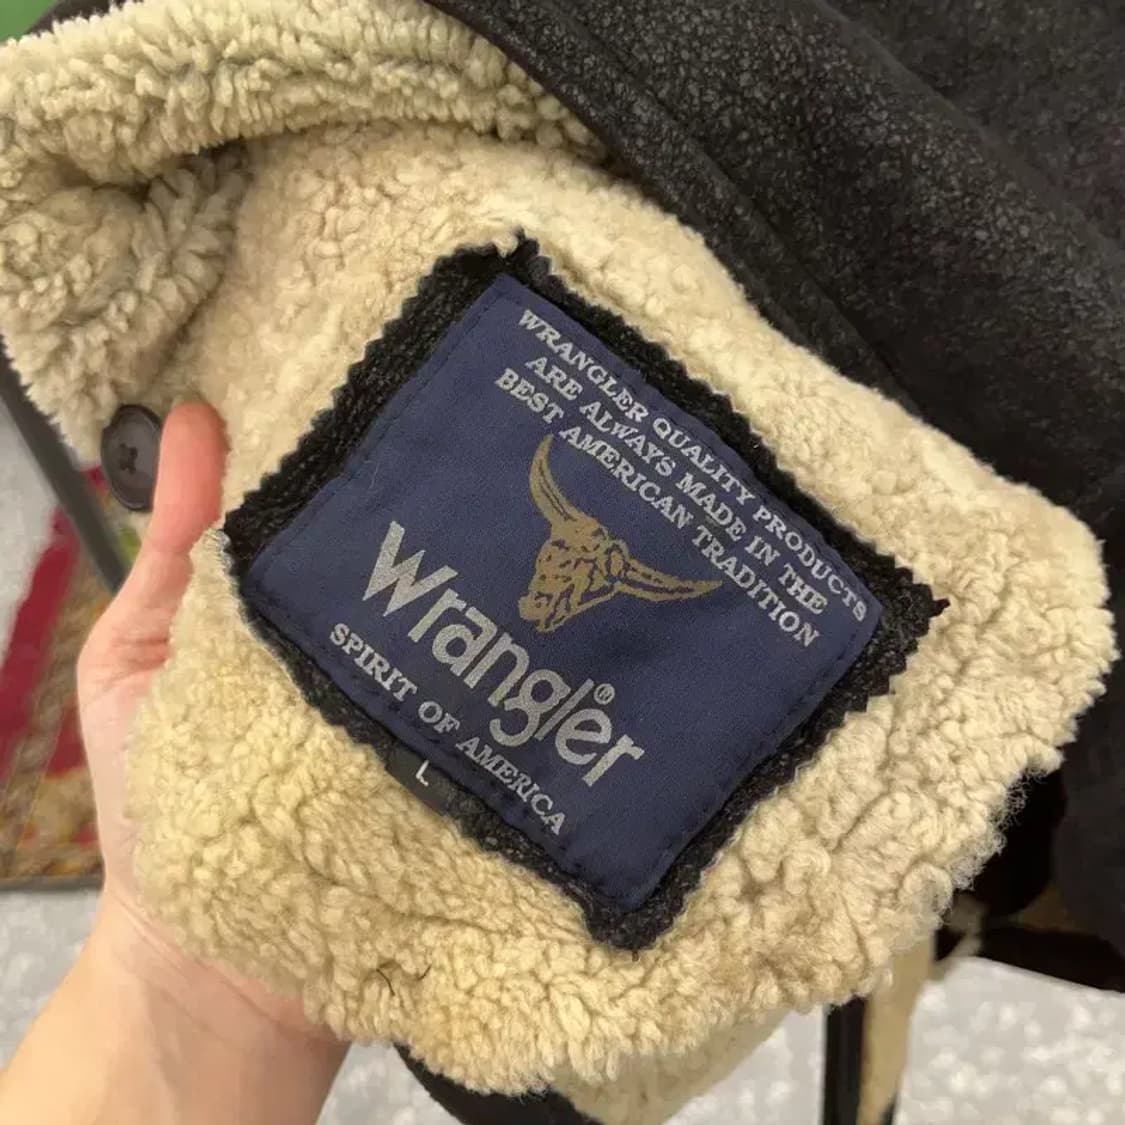 WRANGLER QUALITY PRODUCTS
ARE ALWAYS MADE IN THE
BEST AMERICAN TRADITION
Wrangler®
SPIRIT OF AMERICA
L